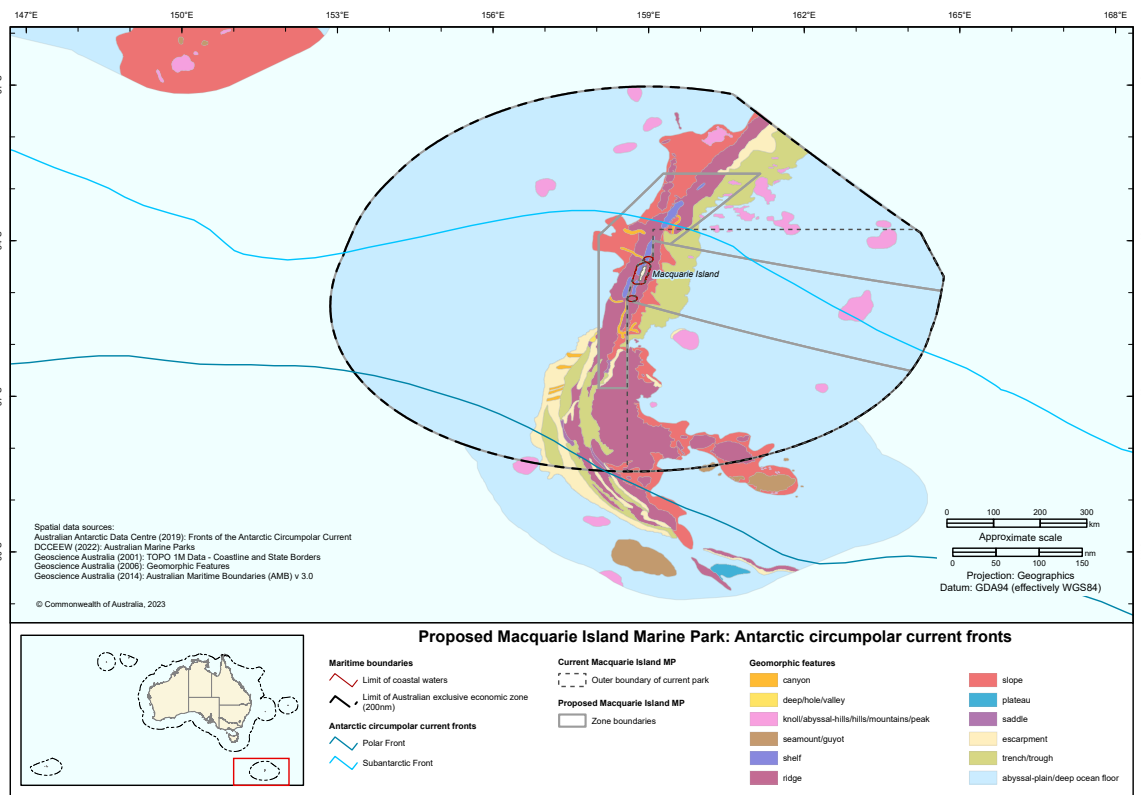 147°E 150°E 153°E 156°E 159°E 162°E 165°E 168°E
Macquarie Island
Spatial data sources:
Australian Antarctic Data Centre (2019): Fronts of the Antarctic Circumpolar Current
DCCEEW (2022): Australian Marine Parks
Geoscience Australia (2001): TOPO 1M Data - Coastline and State Borders
Geoscience Australia (2006): Geomorphic Features
Geoscience Australia (2014): Australian Maritime Boundaries (AMB) v 3.0
© Commonwealth of Australia, 2023
0 100 200 300
km
Approximate scale
nm
0 50 100 150
Projection: Geographics
Datum: GDA94 (effectively WGS84)
Proposed Macquarie Island Marine Park: Antarctic circumpolar current fronts
Maritime boundaries
Limit of coastal waters
Limit of Australian exclusive economic zone
(200nm)
Antarctic circumpolar current fronts
Polar Front
Subantarctic Front
Current Macquarie Island MP
Outer boundary of current park
Proposed Macquarie Island MP
Zone boundaries
Geomorphic features
canyon
deep/hole/valley
knoll/abyssal-hills/hills/mountains/peak
seamount/guyot
shelf
ridge
slope
plateau
saddle
escarpment
trench/trough
abyssal-plain/deep ocean floor